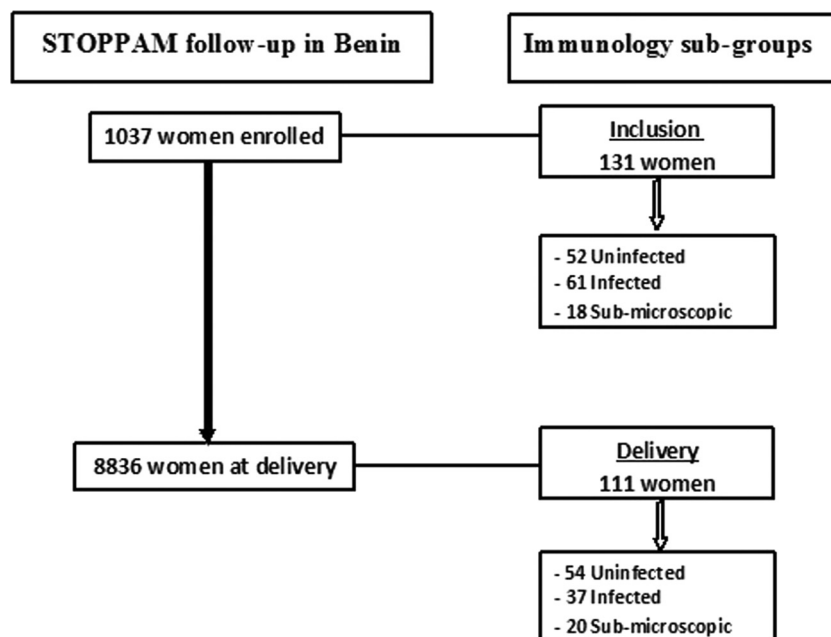 STOPPAM follow-up in Benin
Immunology sub-groups
1037 women enrolled
Inclusion
131 women
- 52 Uninfected
- 61 Infected
- 18 Sub-microscopic
8836 women at delivery
Delivery
111 women
- 54 Uninfected
- 37 Infected
- 20 Sub-microscopic